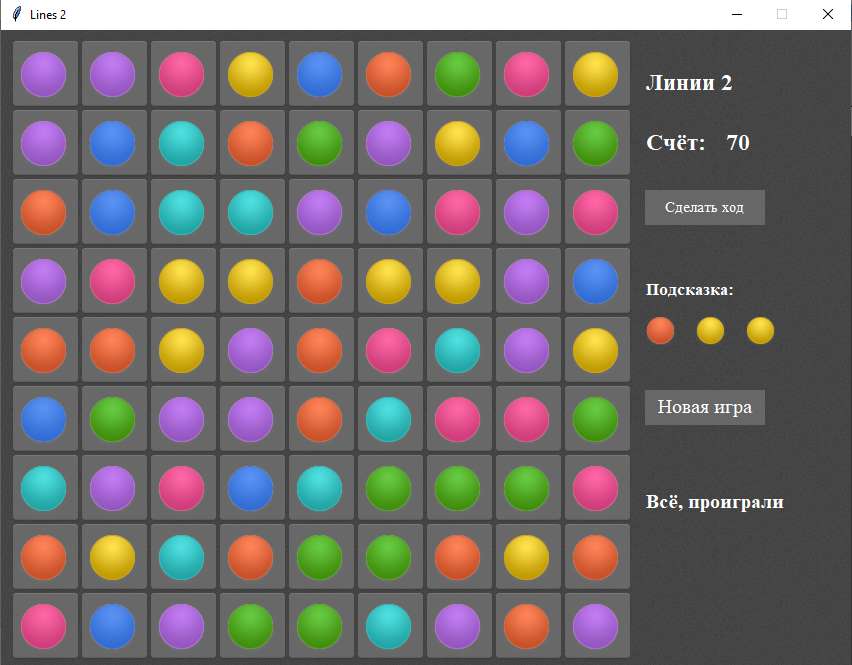 Lines 2
Линии 2
Счёт: 70
Сделать ход
Подсказка:
Новая игра
Всё, проиграли